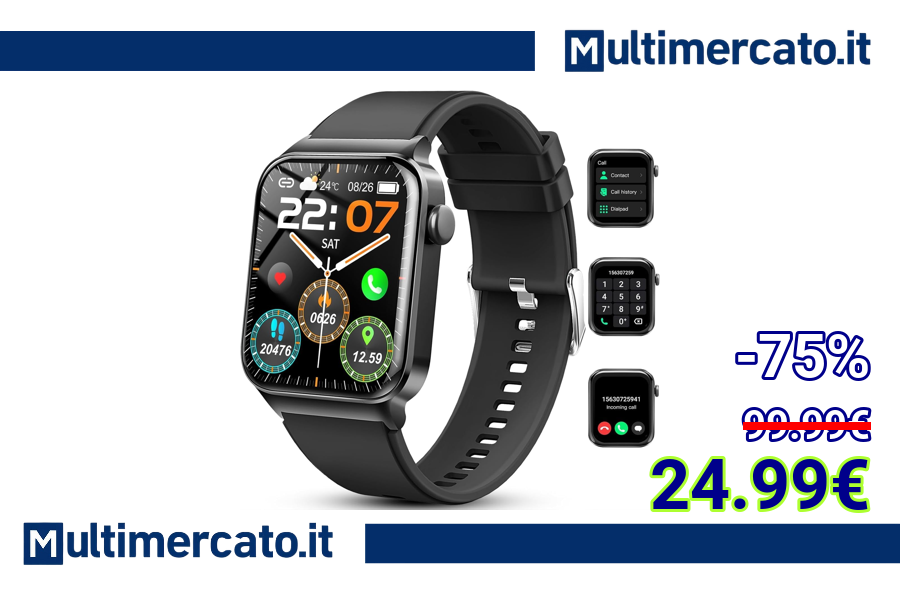 Multimercato.it
24°C 08/26
22:07
SAT
0626
20476
12.59
Call
Contact
Call history
Dialpad
156307259
1 2 3
4 5 6
7 8 9
0
15630725941
Incoming call
-75%
99.99€
24.99€
Multimercato.it